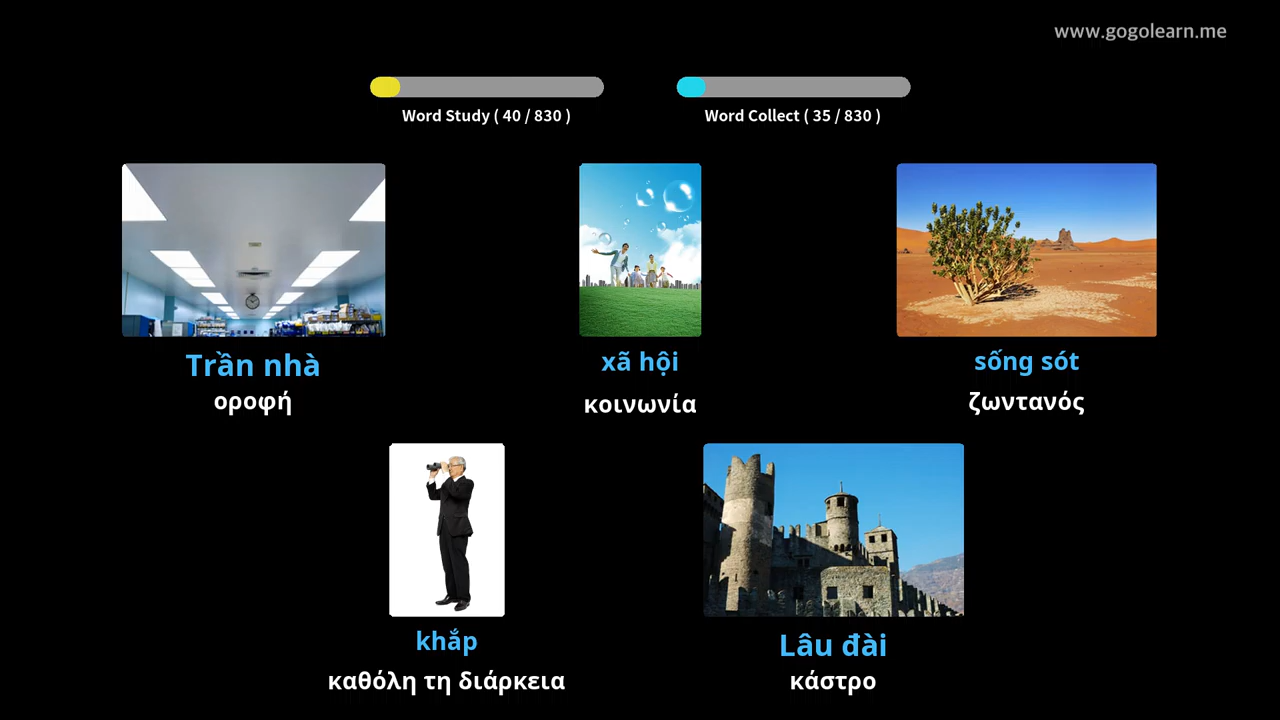 www.gogolearn.me
Word Study ( 40 / 830 )
Word Collect ( 35 / 830 )
Trần nhà
οροφή
xã hội
κοινωνία
sống sót
ζωντανός
khắp
καθόλη τη διάρκεια
Lâu đài
κάστρο